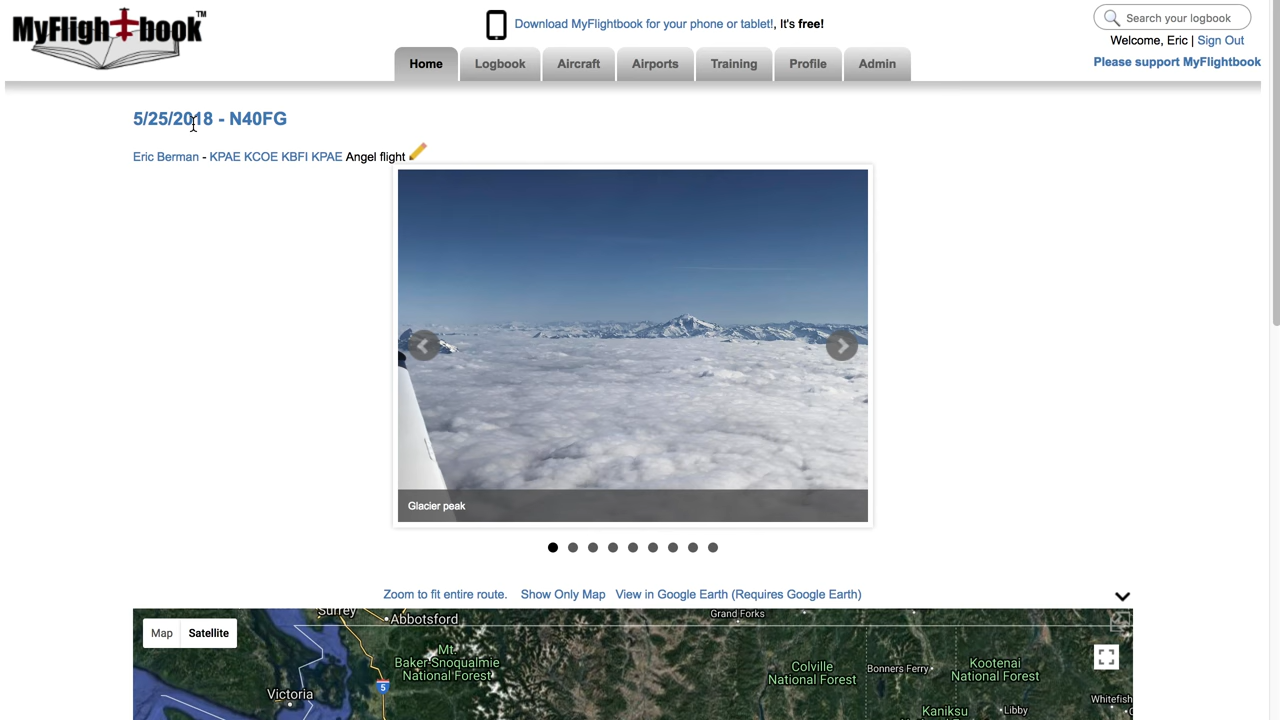 MyFlightbook™
Download MyFlightbook for your phone or tablet!, It's free!
Search your logbook
Welcome, Eric | Sign Out
Please support MyFlightbook
Home Logbook Aircraft Airports Training Profile Admin
5/25/2018 - N40FG
Eric Berman - KPAE KCOE KBFI KPAE Angel flight
Glacier peak
Zoom to fit entire route. Show Only Map View in Google Earth (Requires Google Earth)
Surrey
Abbotsford
Grand Forks
Map Satellite
Mt.
Baker-Snoqualmie
National Forest
Colville
National Forest
Bonners Ferry
Kootenai
National Forest
5
Victoria
Whitefish
Kaniksu
Libby